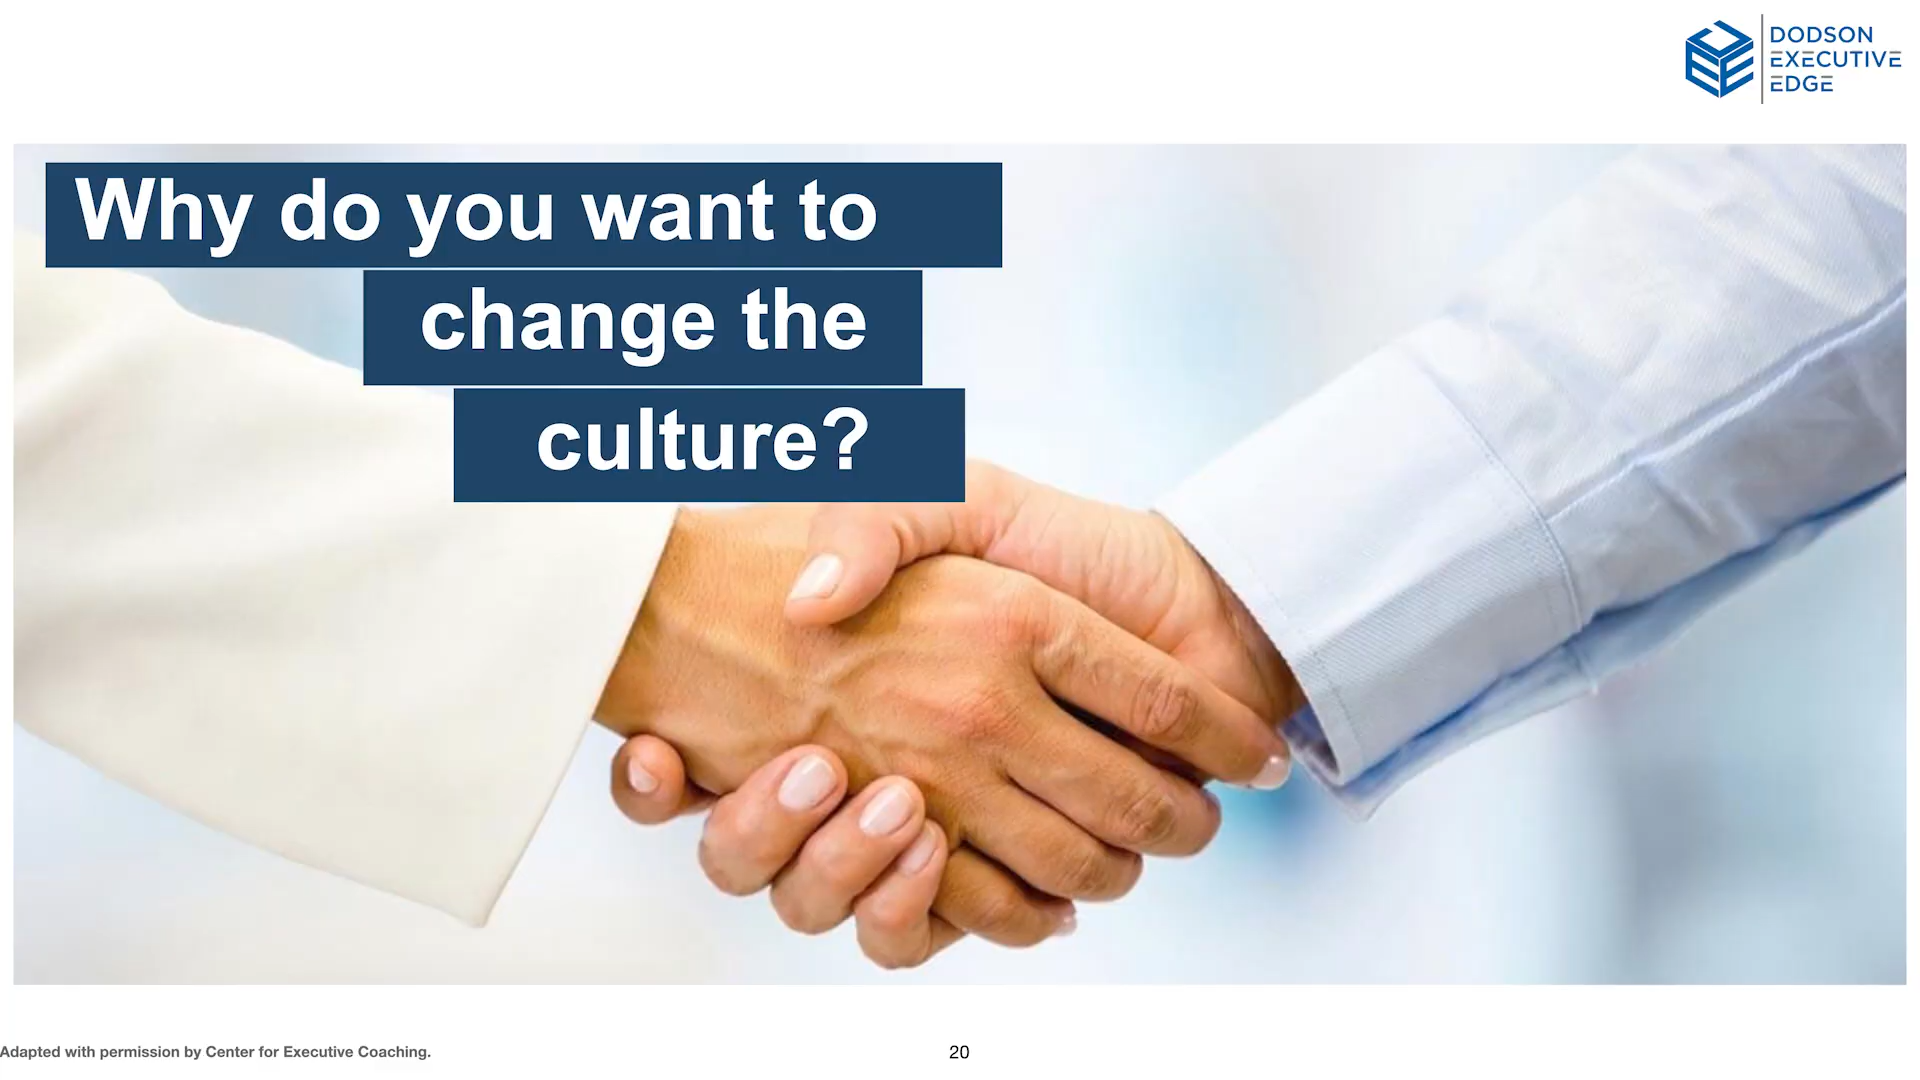 DODSON
EXECUTIVE
EDGE
Why do you want to
change the
culture?
Adapted with permission by Center for Executive Coaching.
20